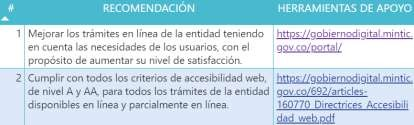 # RECOMENDACIÓN HERRAMIENTAS DE APOYO
1 Mejorar los trámites en línea de la entidad teniendo
en cuenta las necesidades de los usuarios, con el
propósito de aumentar su nivel de satisfacción.
https://gobiernodigital.mintic.
gov.co/portal/
2 Cumplir con todos los criterios de accesibilidad web,
de nivel A y AA, para todos los trámites de la entidad
disponibles en línea y parcialmente en línea.
https://gobiernodigital.mintic.
gov.co/692/articles-
160770_Directrices_Accesibili
dad_web.pdf